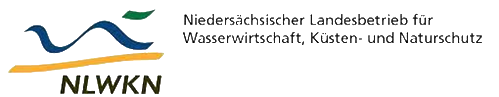 Niedersächsischer Landesbetrieb für
Wasserwirtschaft, Küsten- und Naturschutz
NLWKN